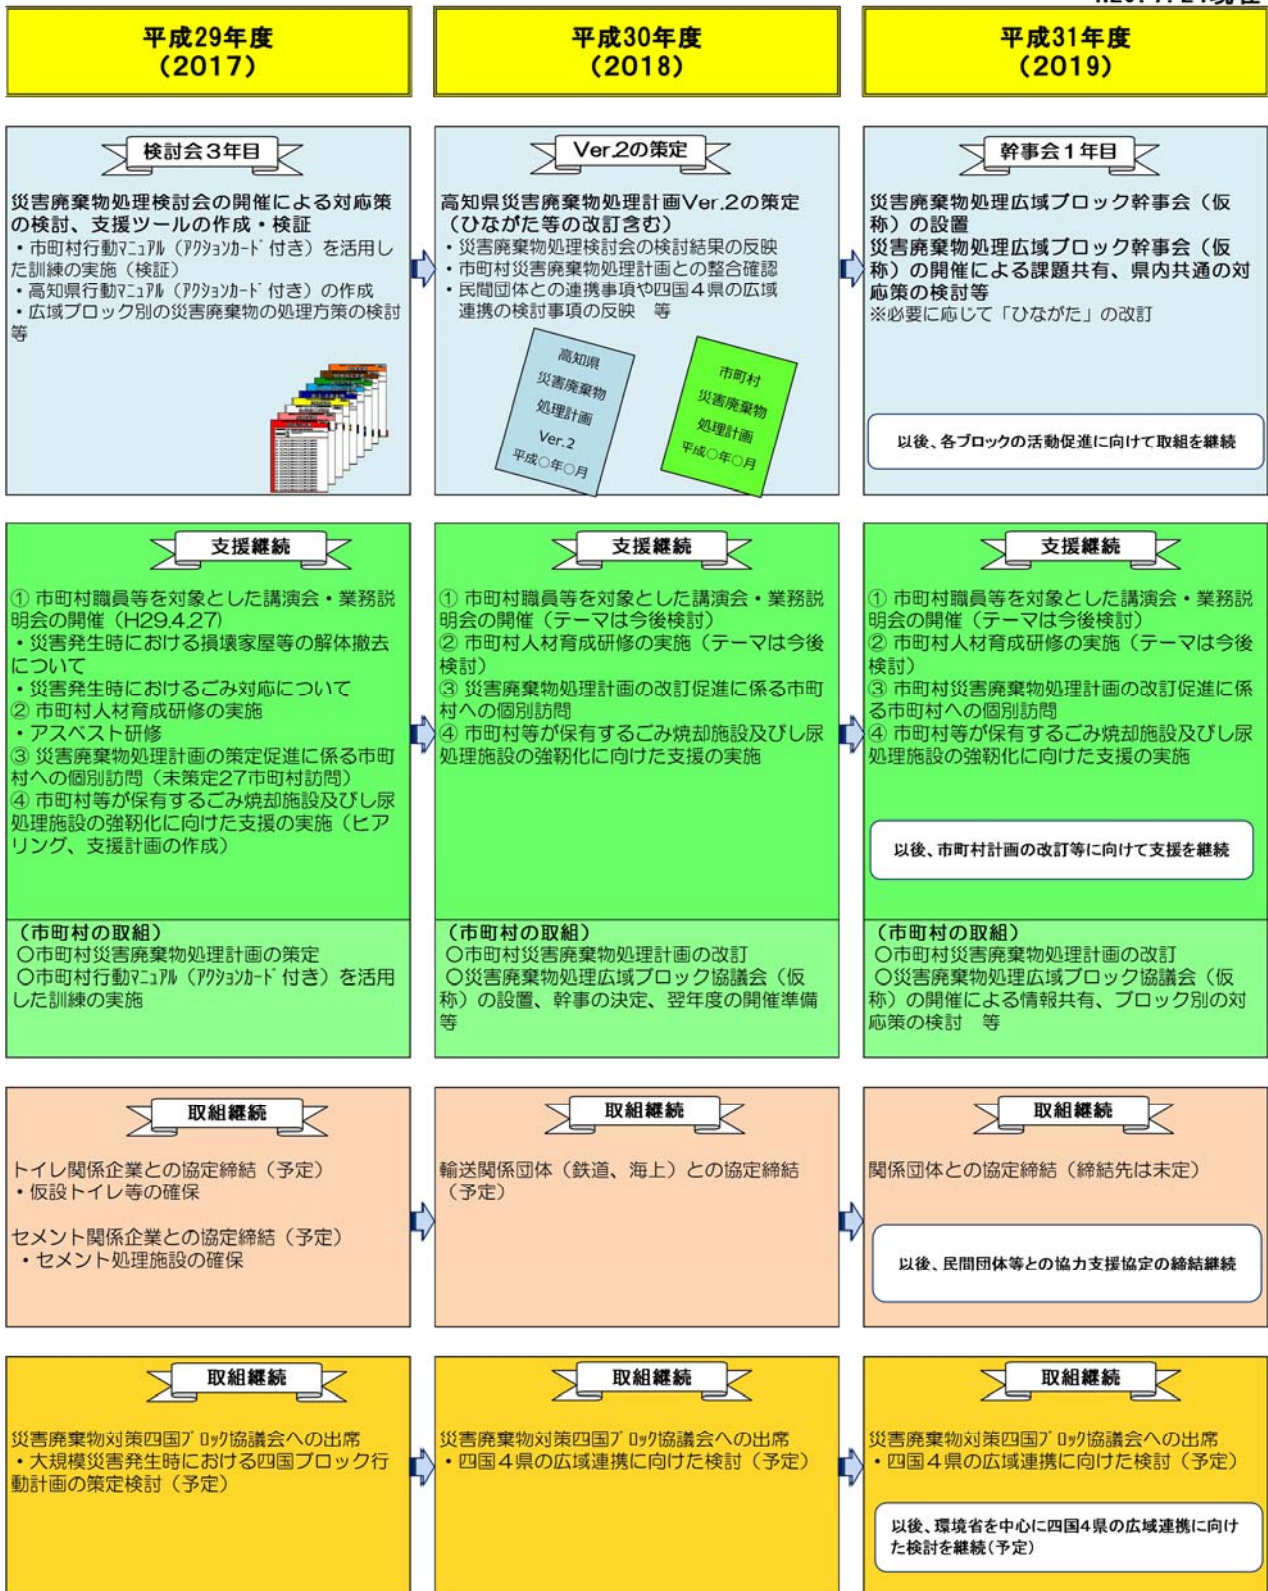 平成29年度
(2017)
平成30年度
(2018)
平成31年度
(2019)
検討会3年目
災害廃棄物処理検討会の開催による対応策
の検討、支援ツールの作成・検証
・市町村行動ﾏﾆｭｱﾙ（ｱｸｼｮﾝｶｰﾄﾞ付き）を活用し
た訓練の実施（検証）
・高知県行動ﾏﾆｭｱﾙ（ｱｸｼｮﾝｶｰﾄﾞ付き）の作成
・広域ブロック別の災害廃棄物の処理方策の検討
等
Ver.2の策定
高知県災害廃棄物処理計画Ver.2の策定
（ひながた等の改訂含む）
・災害廃棄物処理検討会の検討結果の反映
・市町村災害廃棄物処理計画との整合確認
・民間団体との連携事項や四国4県の広域
連携の検討事項の反映　等
高知県
災害廃棄物
処理計画
Ver.2
平成○年○月
市町村
災害廃棄物
処理計画
平成○年○月
幹事会1年目
災害廃棄物処理広域ブロック幹事会（仮
称）の設置
災害廃棄物処理広域ブロック幹事会（仮
称）の開催による課題共有、県内共通の対
応策の検討等
※必要に応じて「ひながた」の改訂
以後、各ブロックの活動促進に向けて取組を継続
支援継続
① 市町村職員等を対象とした講演会・業務説
明会の開催（H29.4.27）
・災害発生時における損壊家屋等の解体撤去
について
・災害発生時におけるごみ対応について
② 市町村人材育成研修の実施
・アスベスト研修
③ 災害廃棄物処理計画の策定促進に係る市町
村への個別訪問（未策定27市町村訪問）
④ 市町村等が保有するごみ焼却施設及びし尿
処理施設の強靭化に向けた支援の実施（ヒア
リング、支援計画の作成）
（市町村の取組）
○市町村災害廃棄物処理計画の策定
○市町村行動ﾏﾆｭｱﾙ（ｱｸｼｮﾝｶｰﾄﾞ付き）を活用
した訓練の実施
支援継続
① 市町村職員等を対象とした講演会・業務説
明会の開催（テーマは今後検討）
② 市町村人材育成研修の実施（テーマは今後
検討）
③ 災害廃棄物処理計画の改訂促進に係る市町
村への個別訪問
④ 市町村等が保有するごみ焼却施設及びし尿
処理施設の強靭化に向けた支援の実施
（市町村の取組）
○市町村災害廃棄物処理計画の改訂
○災害廃棄物処理広域ブロック協議会（仮
称）の設置、幹事の決定、翌年度の開催準備
等
支援継続
① 市町村職員等を対象とした講演会・業務説
明会の開催（テーマは今後検討）
② 市町村人材育成研修の実施（テーマは今後
検討）
③ 市町村災害廃棄物処理計画の改訂促進に係
る市町村への個別訪問
④ 市町村等が保有するごみ焼却施設及びし尿
処理施設の強靭化に向けた支援の実施
以後、市町村計画の改訂等に向けて支援を継続
（市町村の取組）
○市町村災害廃棄物処理計画の改訂
○災害廃棄物処理広域ブロック協議会（仮
称）の開催による情報共有、ブロック別の対
応策の検討　等
取組継続
トイレ関係企業との協定締結（予定）
・仮設トイレ等の確保
セメント関係企業との協定締結（予定）
・セメント処理施設の確保
取組継続
輸送関係団体（鉄道、海上）との協定締結
（予定）
取組継続
関係団体との協定締結（締結先は未定）
以後、民間団体等との協力支援協定の締結継続
取組継続
災害廃棄物対策四国ﾌﾞﾛｯｸ協議会への出席
・大規模災害発生時における四国ブロック行
動計画の策定検討（予定）
取組継続
災害廃棄物対策四国ﾌﾞﾛｯｸ協議会への出席
・四国4県の広域連携に向けた検討（予定）
取組継続
災害廃棄物対策四国ﾌﾞﾛｯｸ協議会への出席
・四国4県の広域連携に向けた検討（予定）
以後、環境省を中心に四国4県の広域連携に向け
た検討を継続（予定）